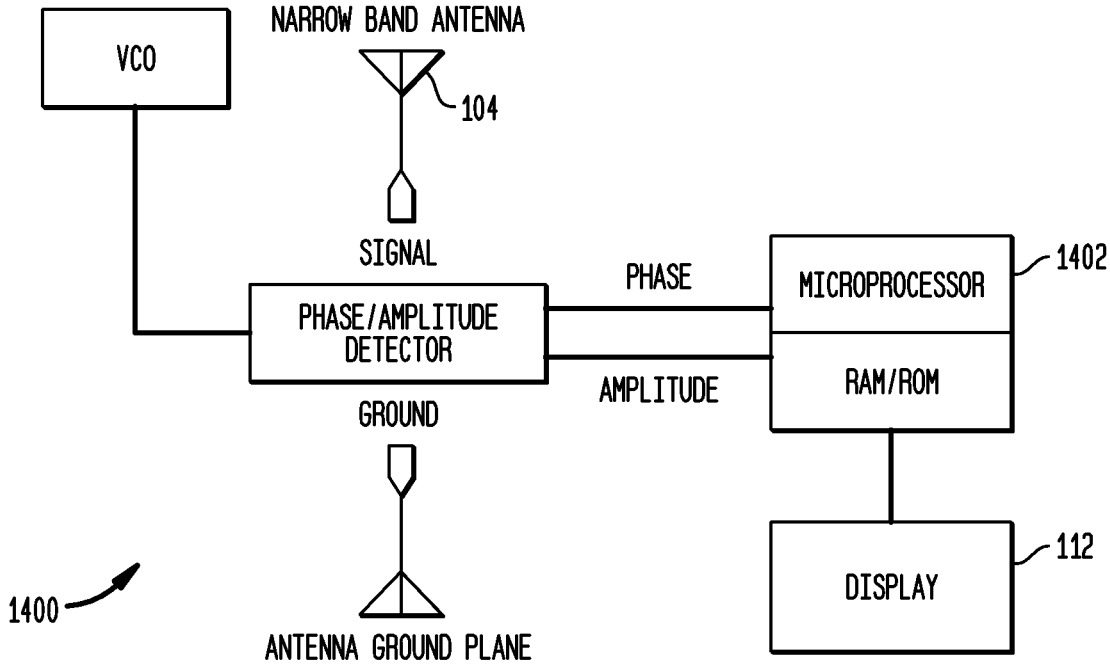 NARROW BAND ANTENNA
VCO
104
SIGNAL
1402
PHASE
MICROPROCESSOR
PHASE/AMPLITUDE
DETECTOR
RAM/ROM
AMPLITUDE
GROUND
112
DISPLAY
1400
ANTENNA GROUND PLANE